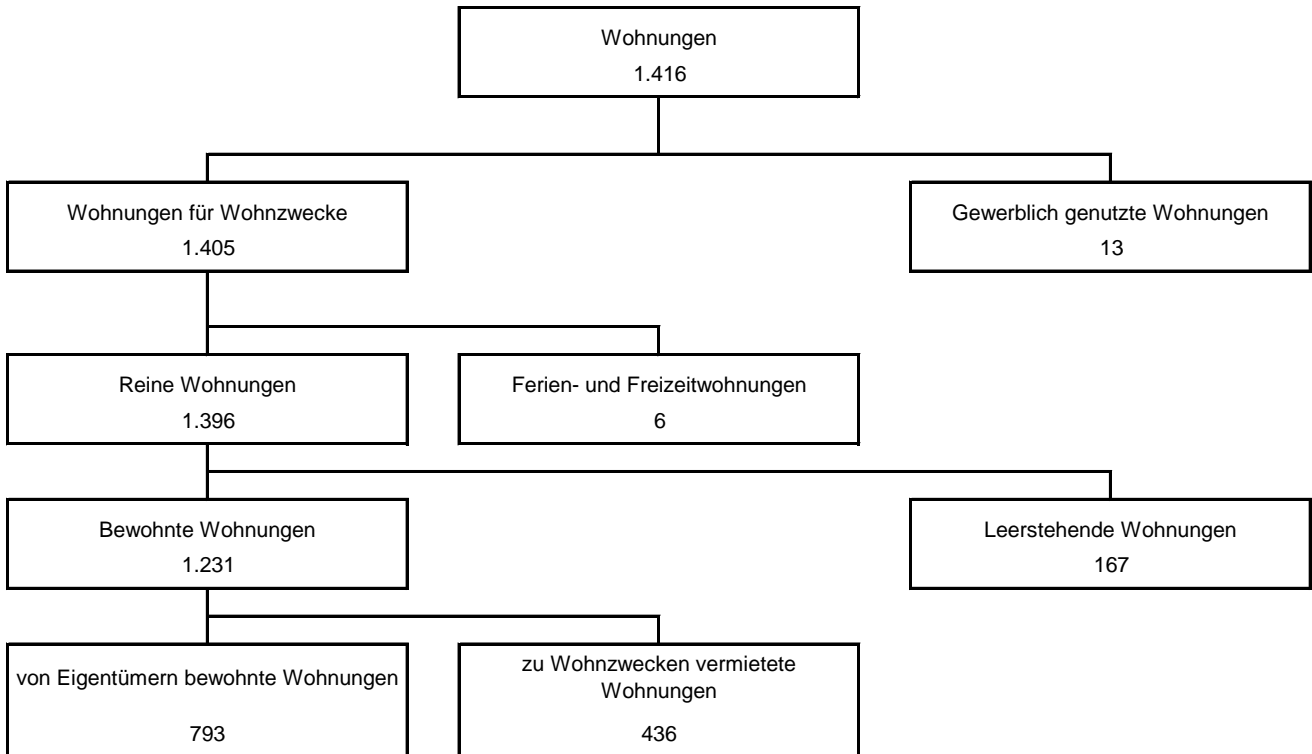 Wohnungen
1.416
Wohnungen für Wohnzwecke
1.405
Gewerblich genutzte Wohnungen
13
Reine Wohnungen
1.396
Ferien- und Freizeitwohnungen
6
Bewohnte Wohnungen
1.231
Leerstehende Wohnungen
167
von Eigentümern bewohnte Wohnungen
793
zu Wohnzwecken vermietete
Wohnungen
436